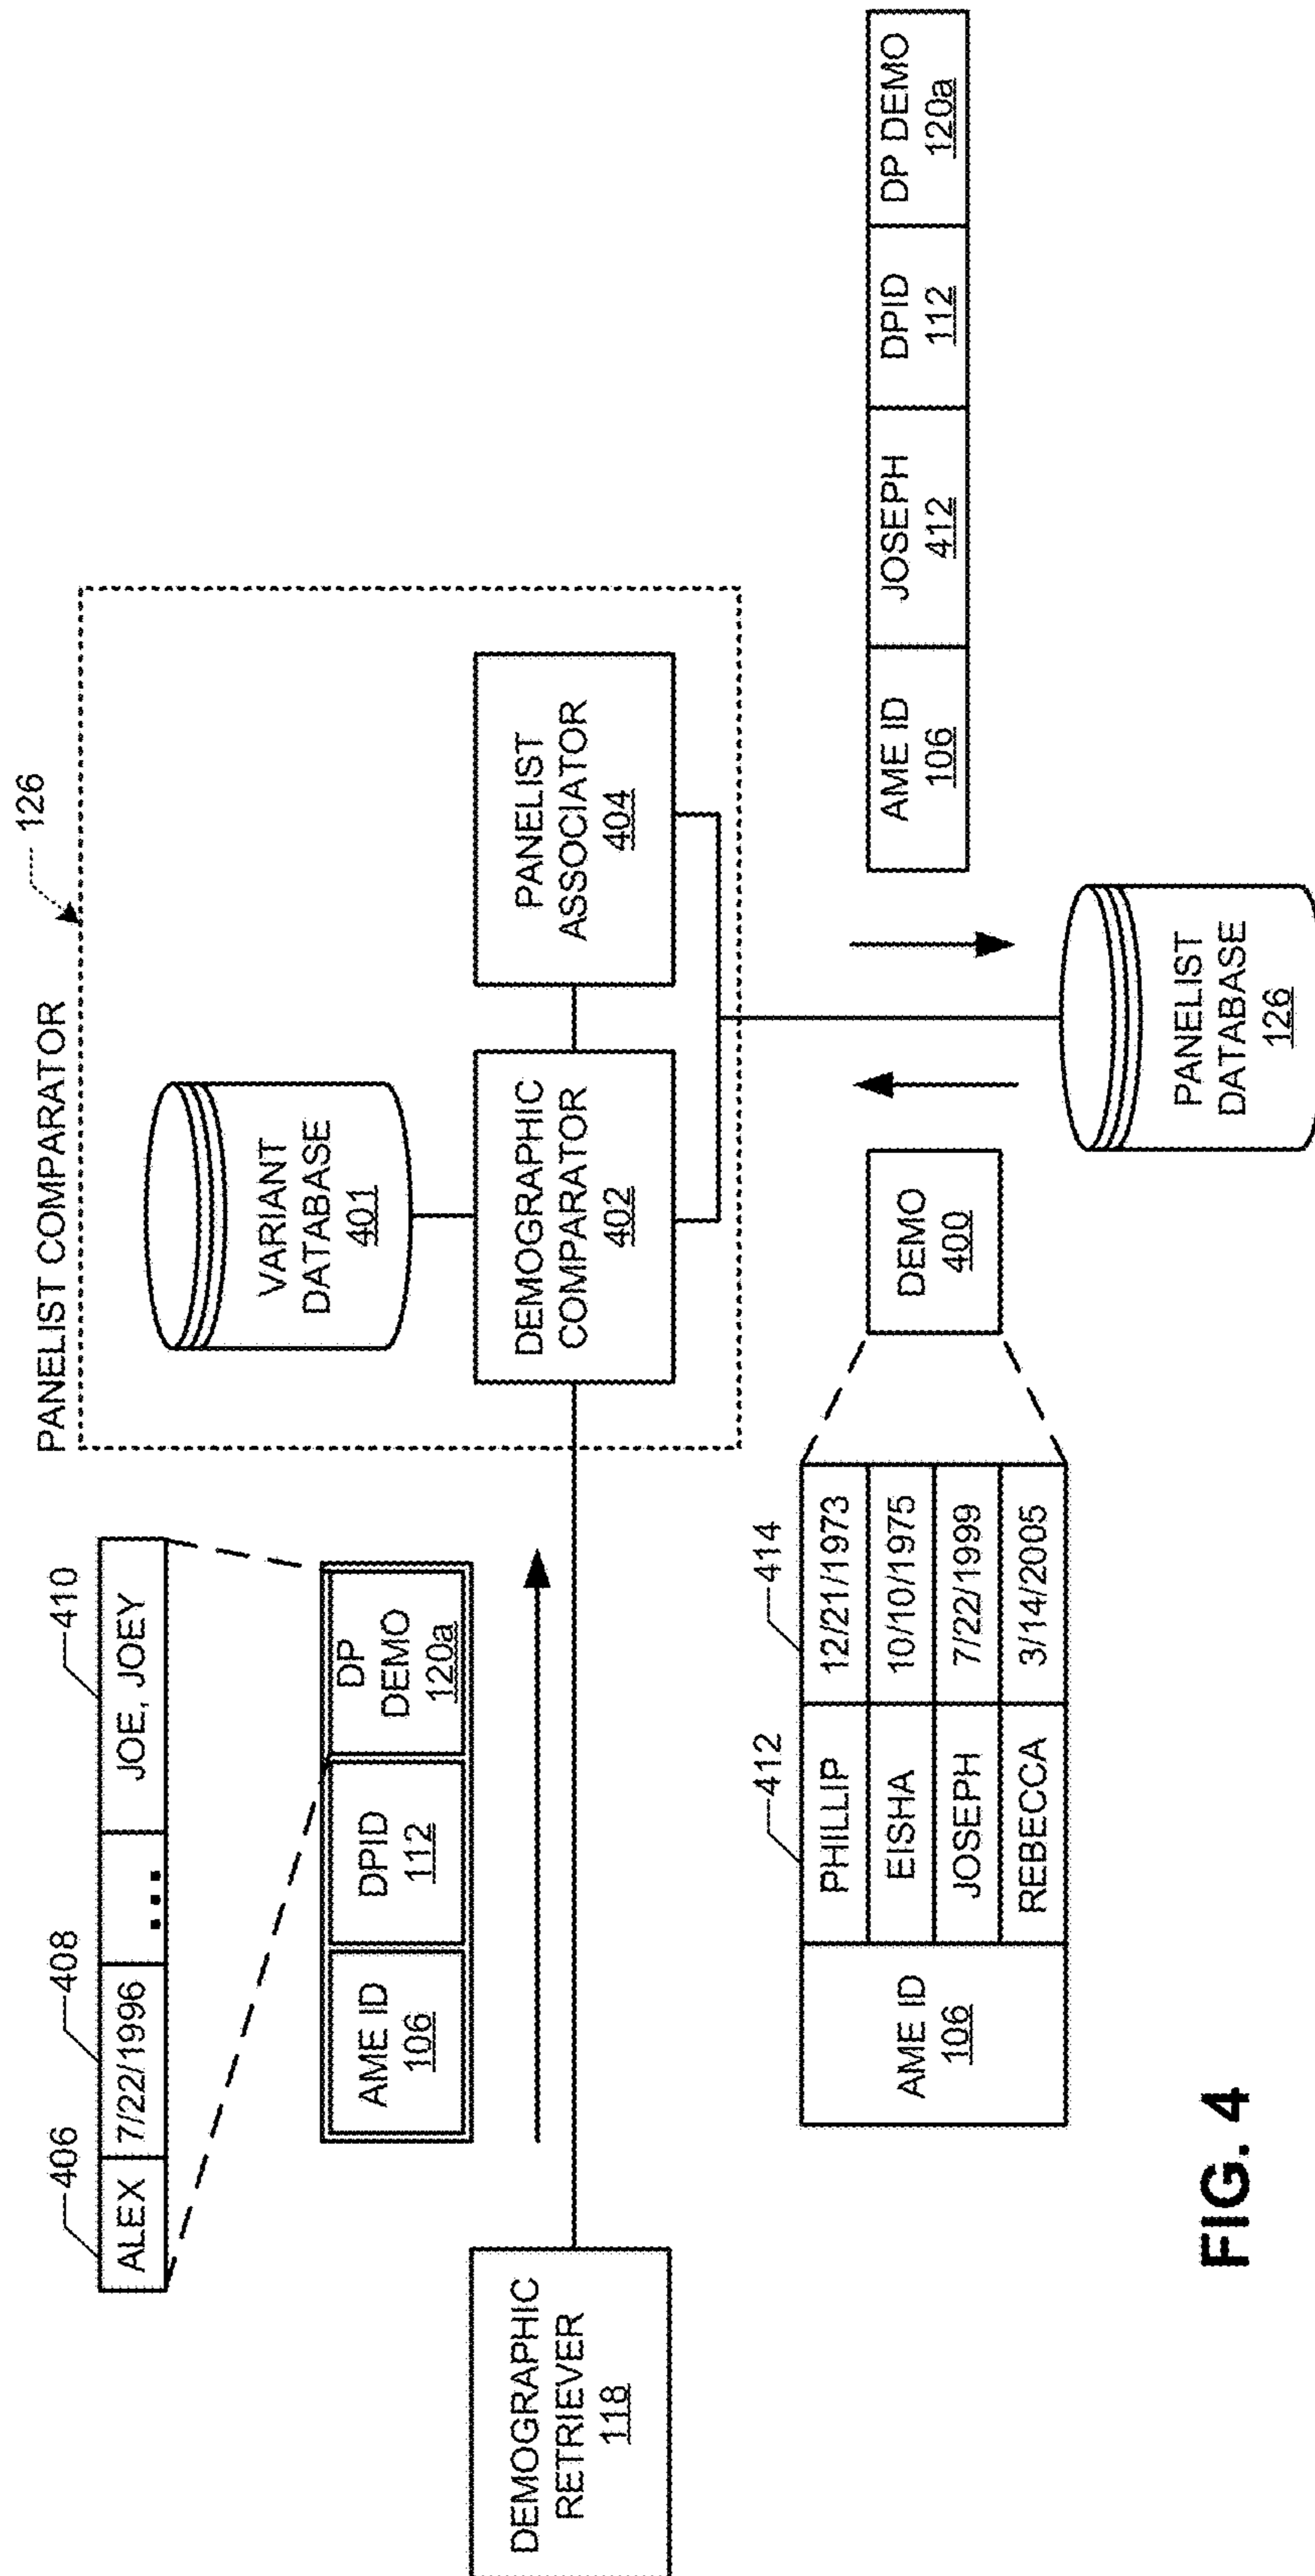 PANELIST COMPARATOR
126
406
408
410
ALEX
7/22/1996
...
JOE, JOEY
VARIANT
DATABASE
401
AME ID
106
DPID
112
DP
DEMO
120a
DEMOGRAPHIC
RETRIEVER
118
DEMOGRAPHIC
COMPARATOR
402
PANELIST
ASSOCIATOR
404
412
414
AME ID
106
PHILLIP
12/21/1973
EISHA
10/10/1975
JOSEPH
7/22/1999
REBECCA
3/14/2005
DEMO
400
AME ID
106
JOSEPH
412
DPID
112
DP DEMO
120a
PANELIST
DATABASE
126
FIG. 4